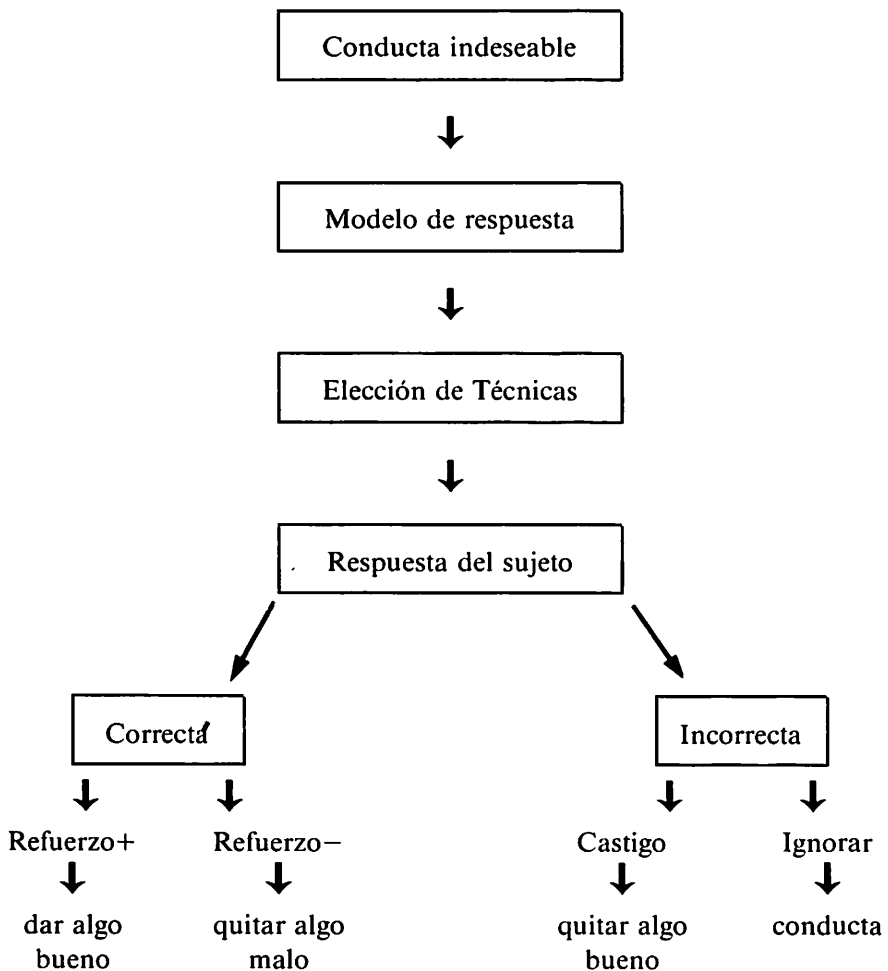 Conducta indeseable
Modelo de respuesta
Elección de Técnicas
Respuesta del sujeto
Correcta
Incorrecta
Refuerzo+
Refuerzo−
Castigo
Ignorar
dar algo
bueno
quitar algo
malo
quitar algo
bueno
conducta